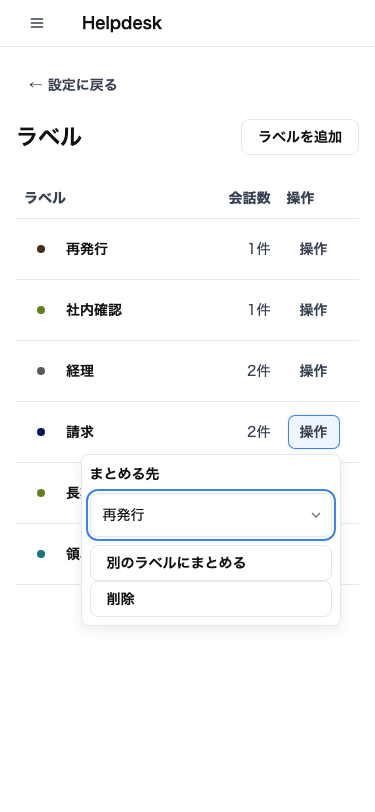 Helpdesk
← 設定に戻る
ラベル
ラベルを追加
ラベル 会話数 操作
再発行 1件 操作
社内確認 1件 操作
経理 2件 操作
請求 2件 操作
まとめる先
再発行
別のラベルにまとめる
削除
長
領